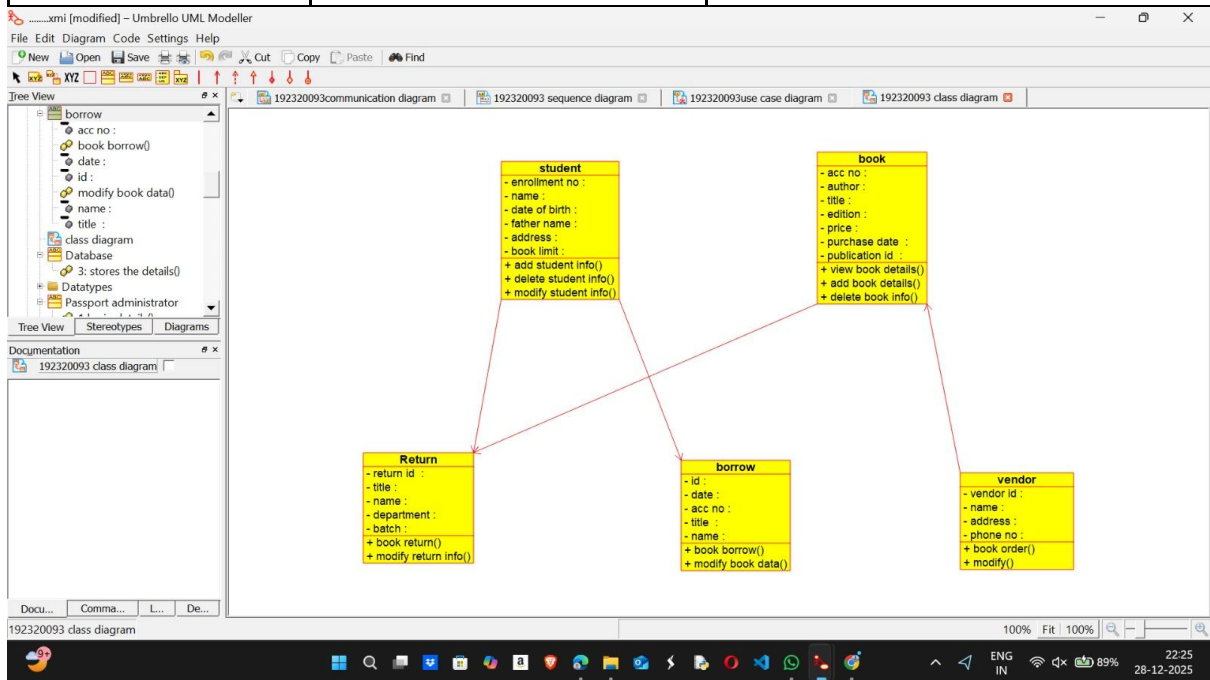 ........xmi [modified] – Umbrello UML Modeller
File Edit Diagram Code Settings Help
New Open Save Cut Copy Paste Find
XYZ
Tree View
192320093communication diagram
192320093 sequence diagram
192320093use case diagram
192320093 class diagram
borrow
acc no :
book borrow()
date :
id :
modify book data()
name :
title :
class diagram
Database
3: stores the details()
Datatypes
Passport administrator
Tree View Stereotypes Diagrams
Documentation
192320093 class diagram
Docu... Comma... L... De...
student
- enrollment no :
- name :
- date of birth :
- father name :
- address :
- book limit :
+ add student info()
+ delete student info()
+ modify student info()
book
- acc no :
- author :
- title :
- edition :
- price :
- purchase date :
- publication id :
+ view book details()
+ add book details()
+ delete book info()
Return
- return id :
- title :
- name :
- department :
- batch :
+ book return()
+ modify return info()
borrow
- id :
- date :
- acc no :
- title :
- name :
+ book borrow()
+ modify book data()
vendor
- vendor id :
- name :
- address :
- phone no :
+ book order()
+ modify()
192320093 class diagram
100% Fit 100%
9+
ENG
IN
89%
22:25
28-12-2025